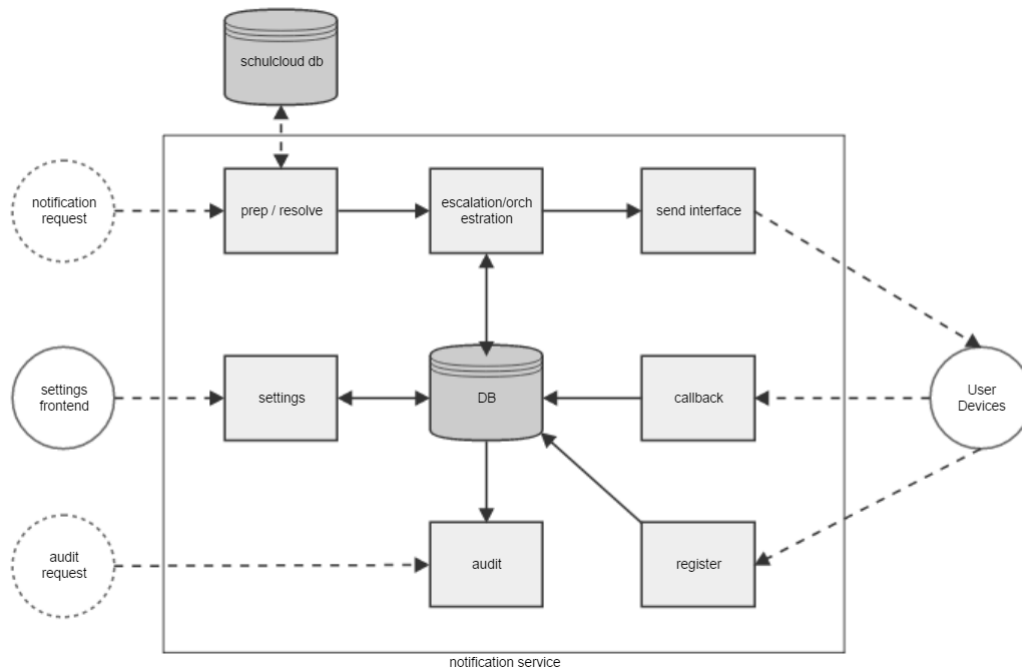 schulcloud db
notification
request
prep / resolve
escalation/orch
estration
send interface
settings
frontend
settings
DB
callback
User
Devices
audit
request
audit
register
notification service